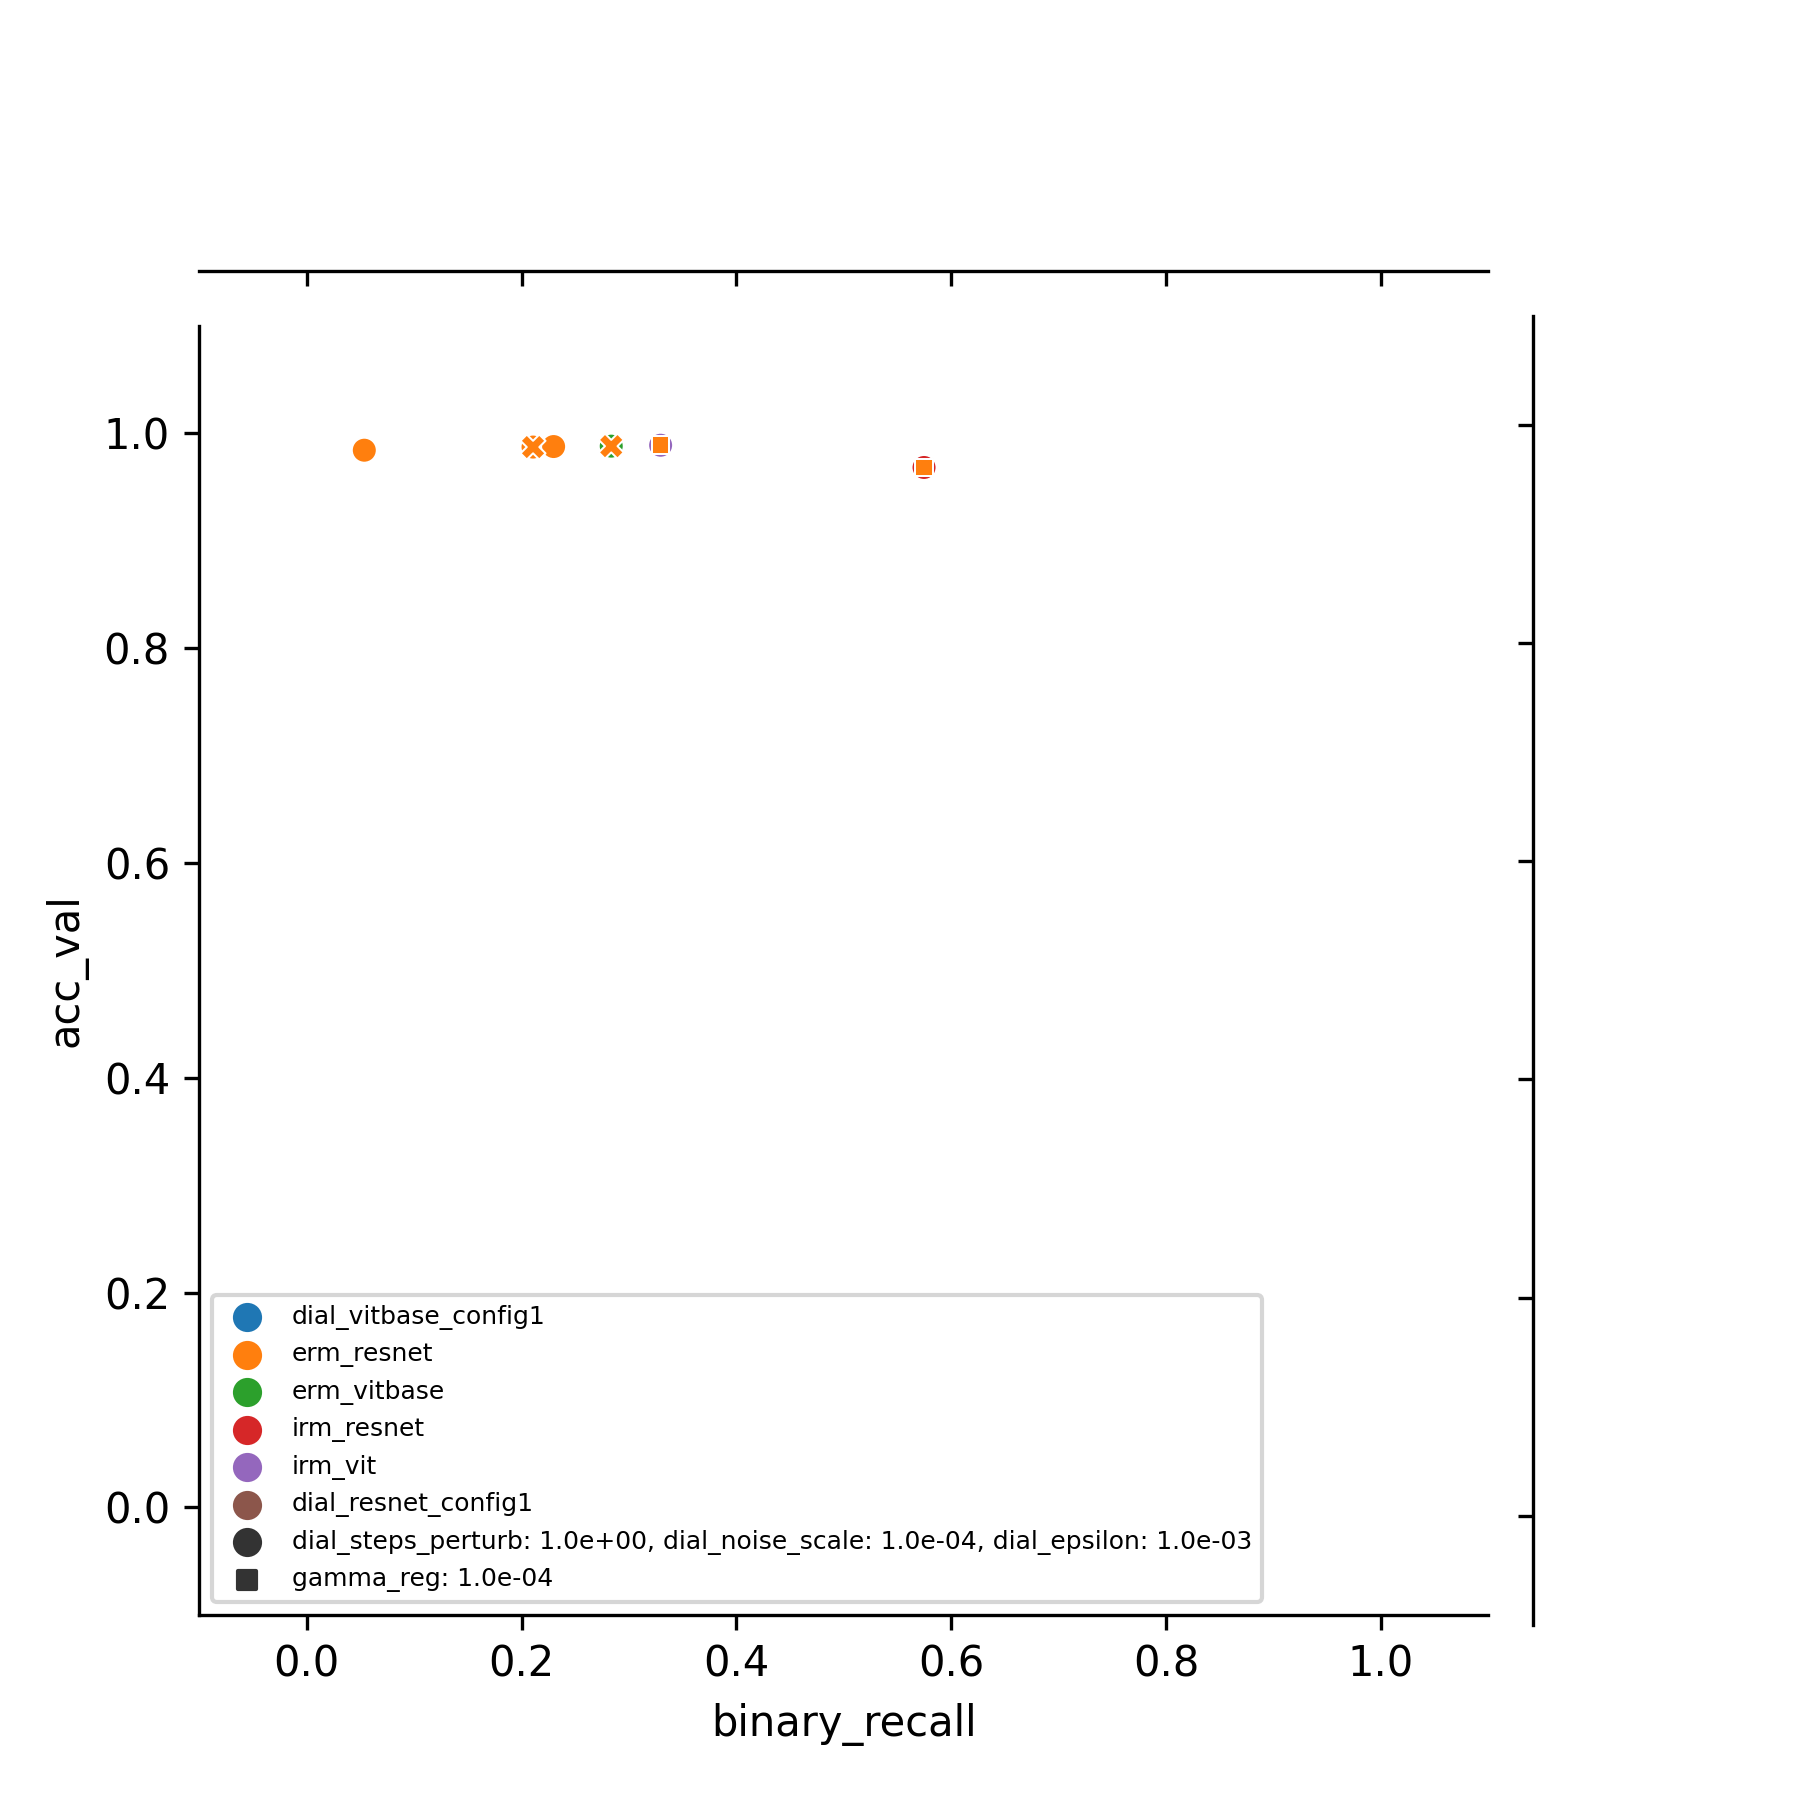 1.0
0.8
0.6
0.4
0.2
0.0
acc_val
dial_vitbase_config1
erm_resnet
erm_vitbase
irm_resnet
irm_vit
dial_resnet_config1
dial_steps_perturb: 1.0e+00, dial_noise_scale: 1.0e-04, dial_epsilon: 1.0e-03
gamma_reg: 1.0e-04
0.0 0.2 0.4 0.6 0.8 1.0
binary_recall